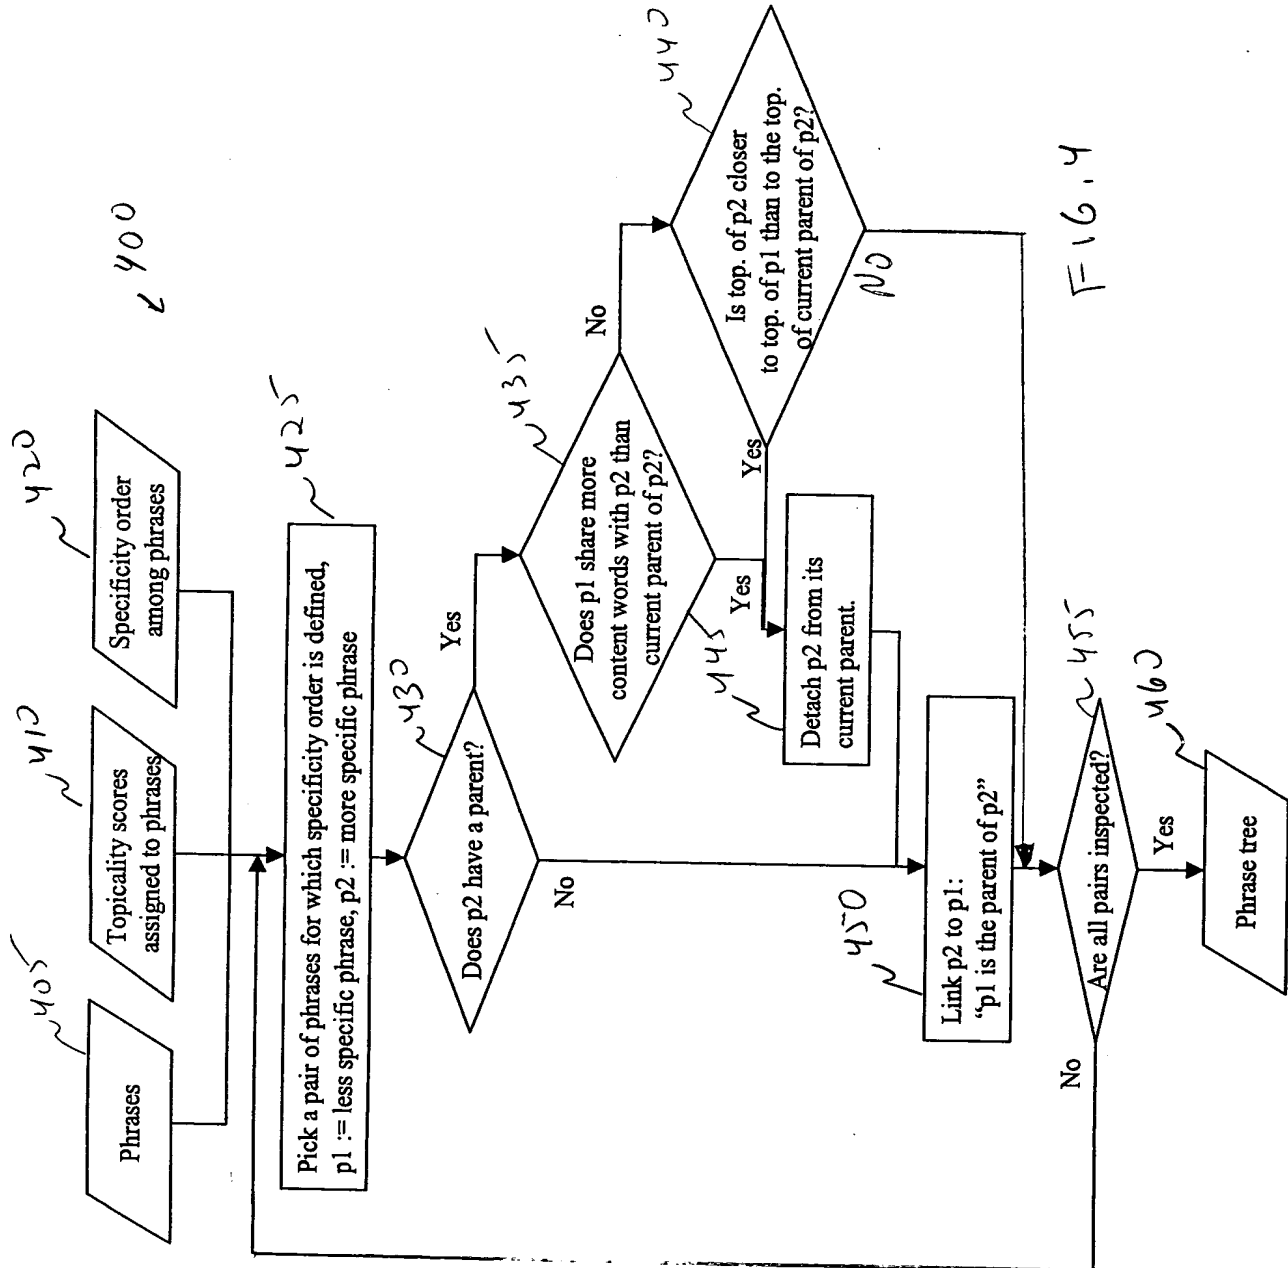 400
405
410
420
Phrases
Topicality scores
assigned to phrases
Specificity order
among phrases
425
Pick a pair of phrases for which specificity order is defined,
p1 := less specific phrase, p2 := more specific phrase
430
Does p2 have a parent?
Yes
No
435
Does p1 share more
content words with p2 than
current parent of p2?
No
Yes
440
Is top. of p2 closer
to top. of p1 than to the top.
of current parent of p2?
Yes
NO
445
Detach p2 from its
current parent.
450
Link p2 to p1:
“p1 is the parent of p2”
455
Are all pairs inspected?
No
Yes
460
Phrase tree
FIG. 4